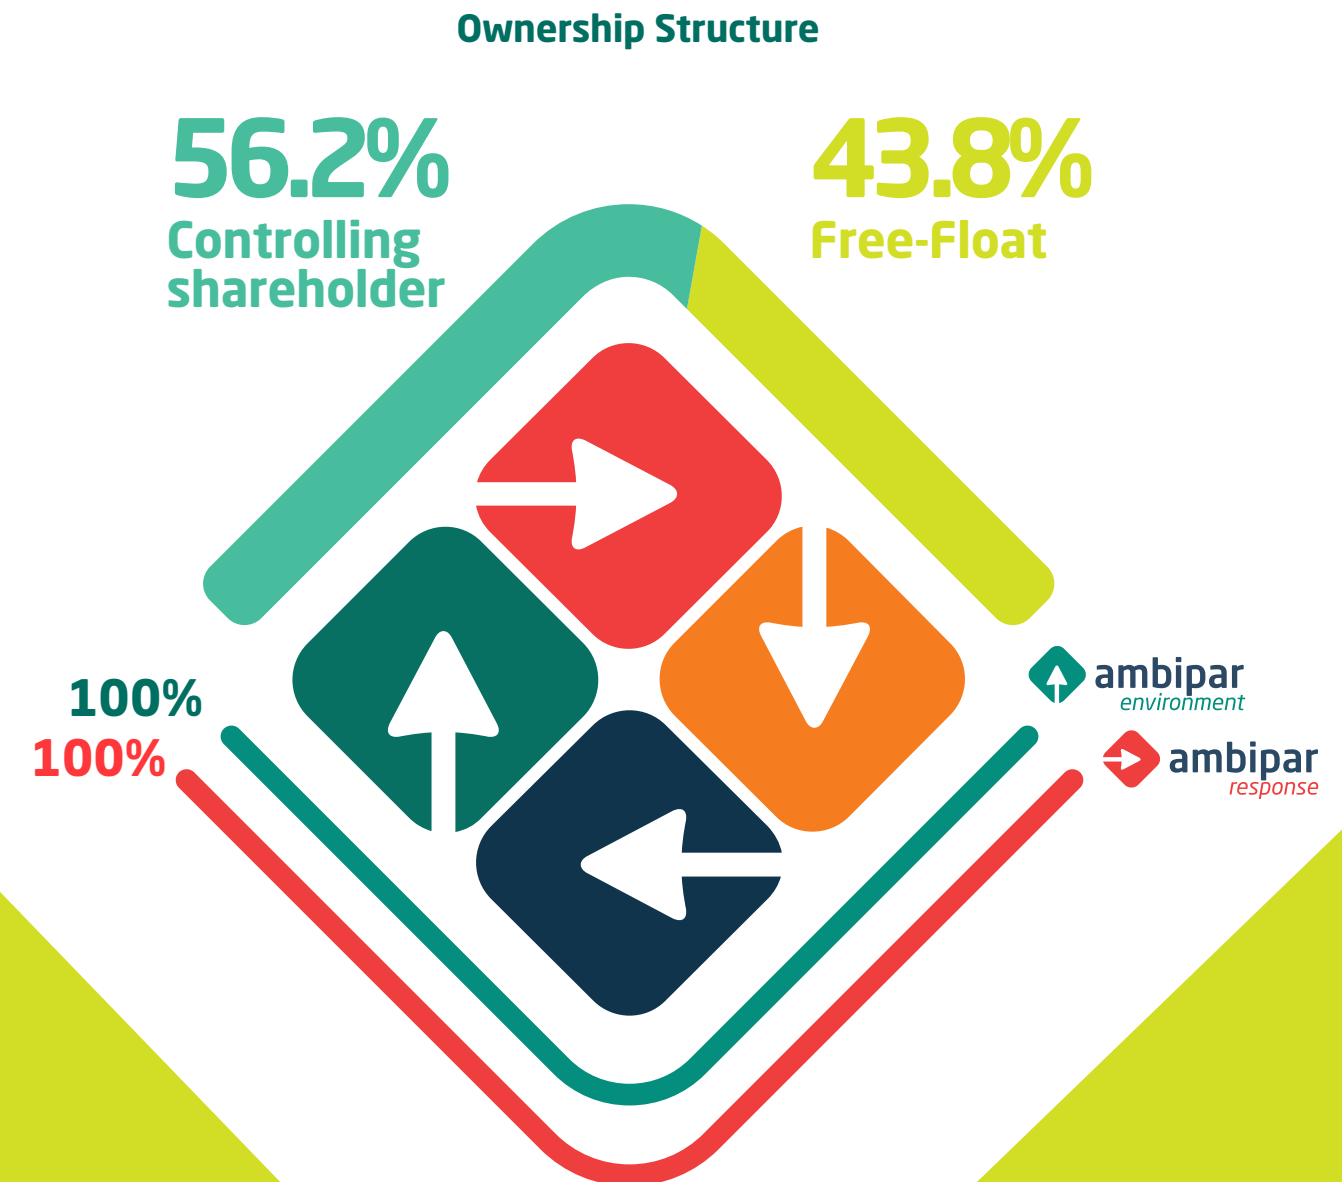 Ownership Structure
56.2%
Controlling
shareholder
43.8%
Free-Float
100%
100%
ambipar
environment
ambipar
response